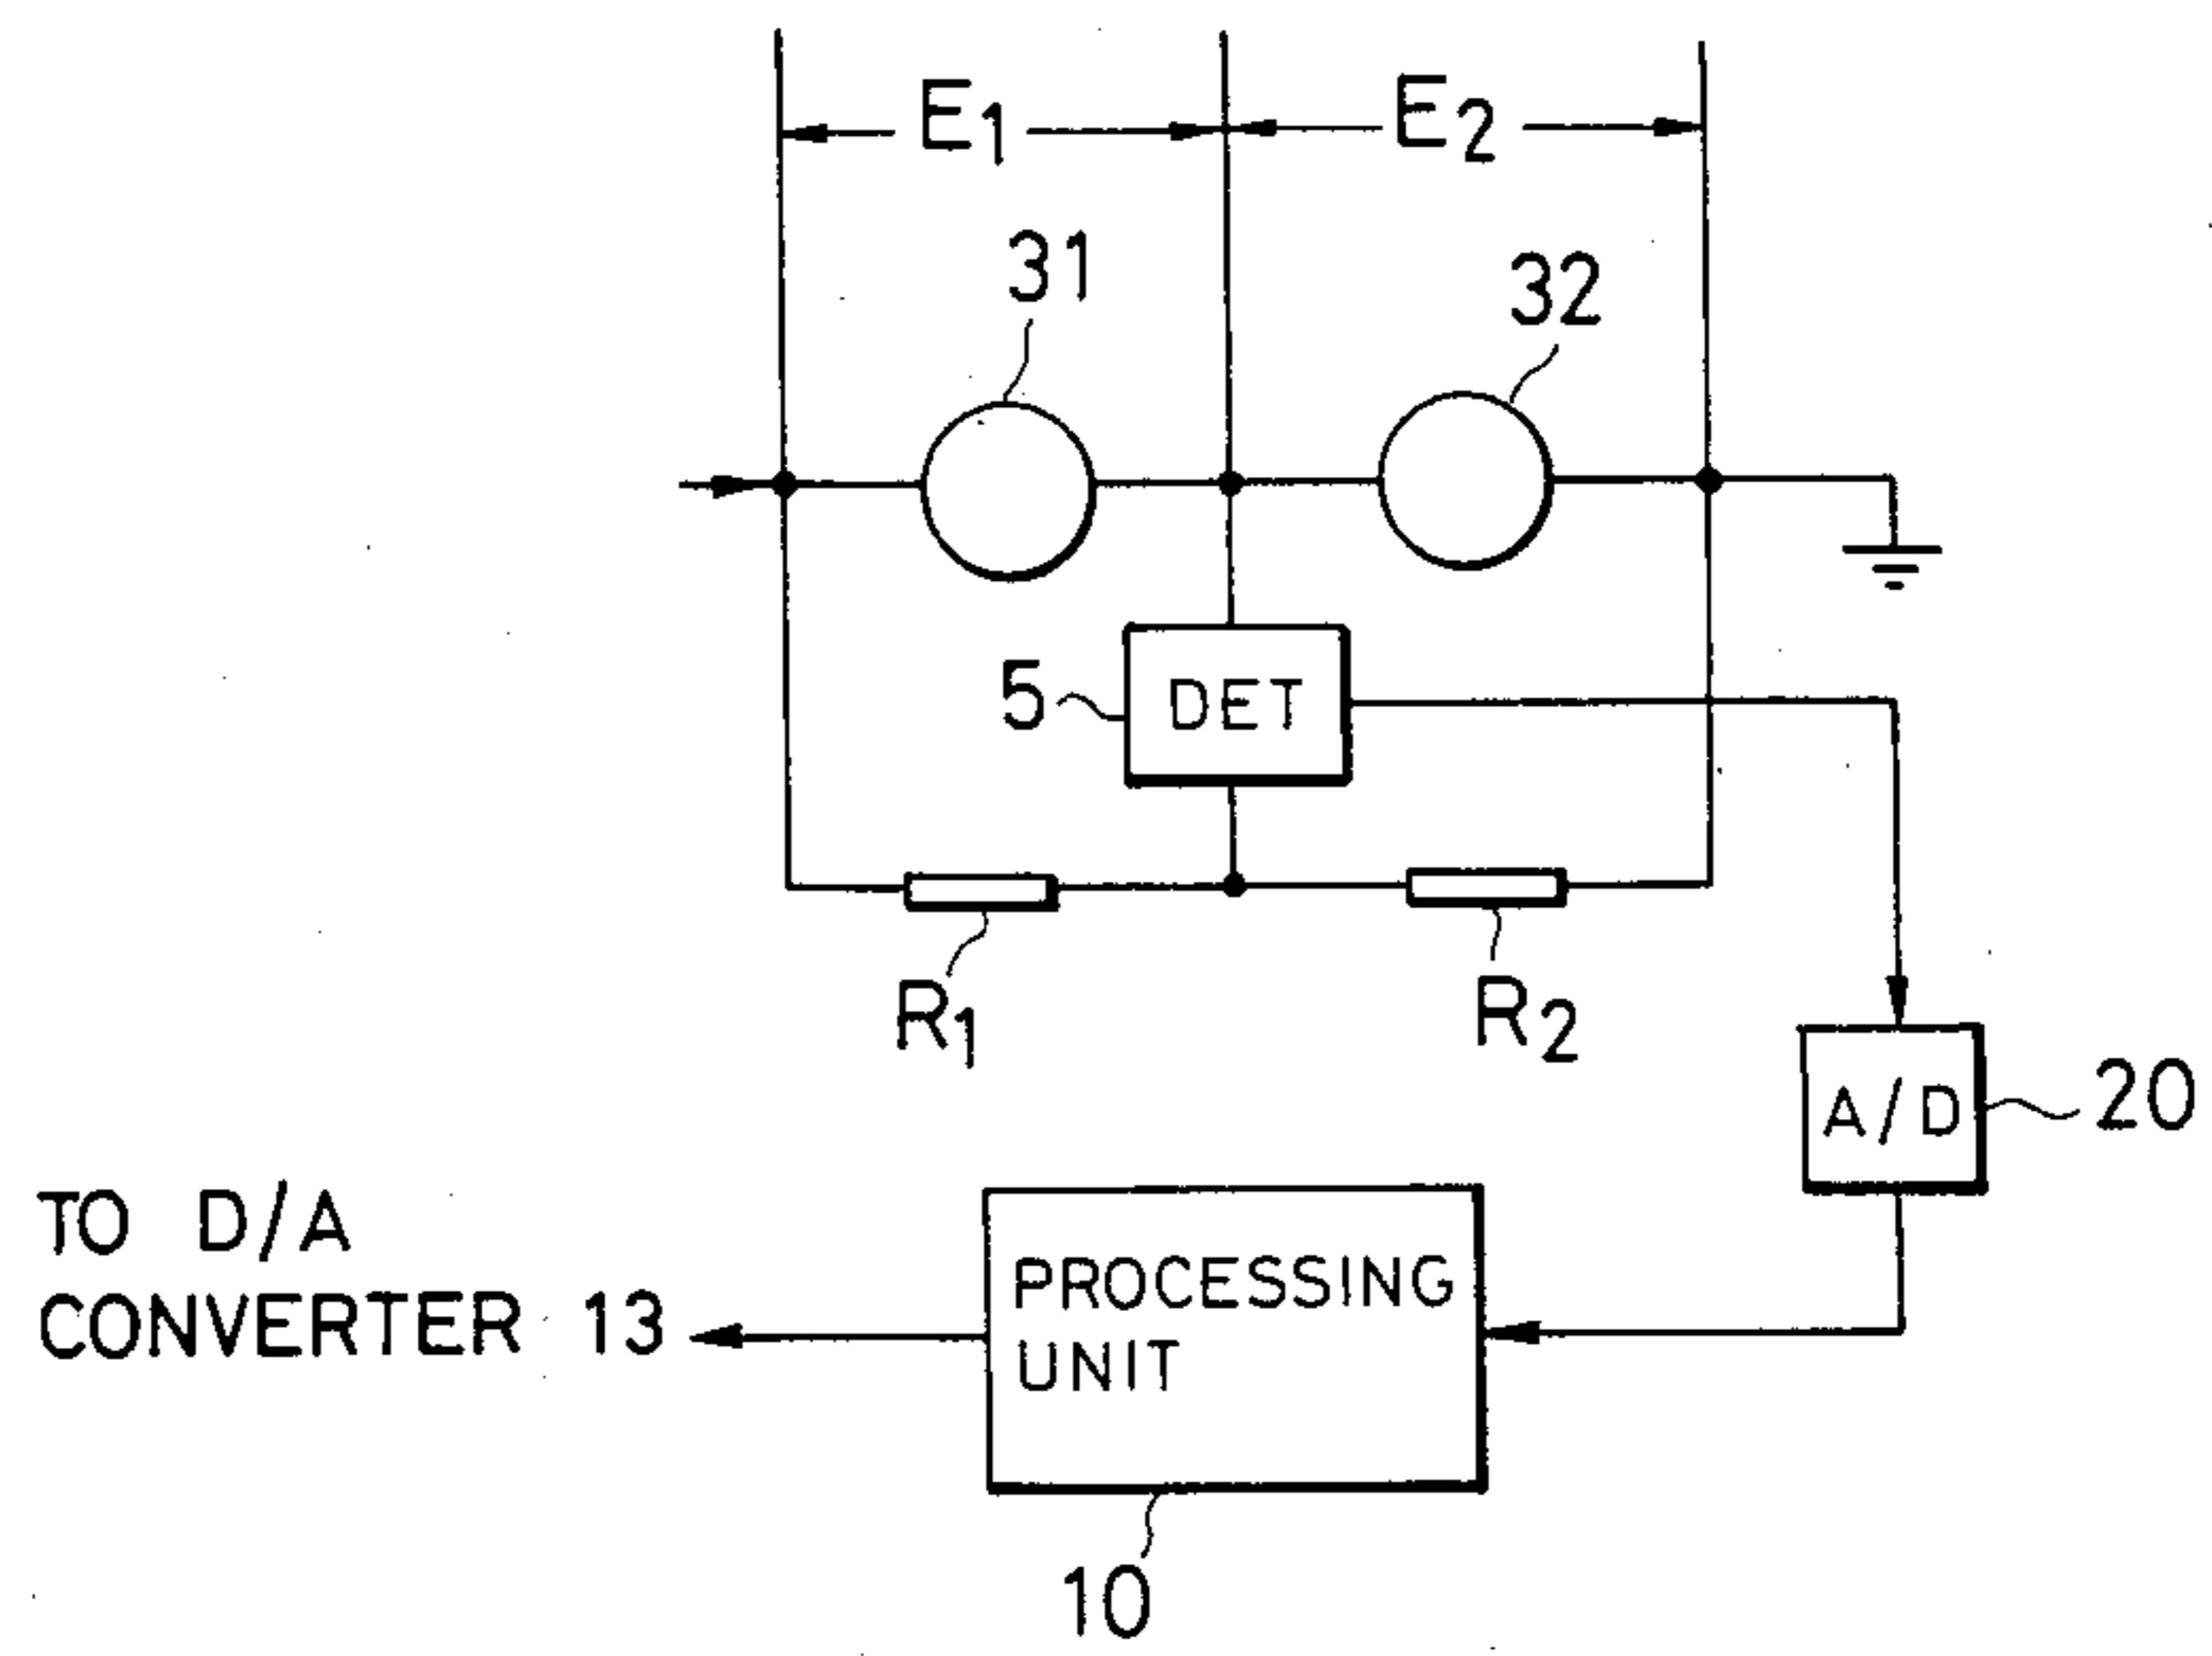 E1
E2
31
32
5
DET
R1
R2
A/D
20
TO D/A
CONVERTER 13
PROCESSING
UNIT
10